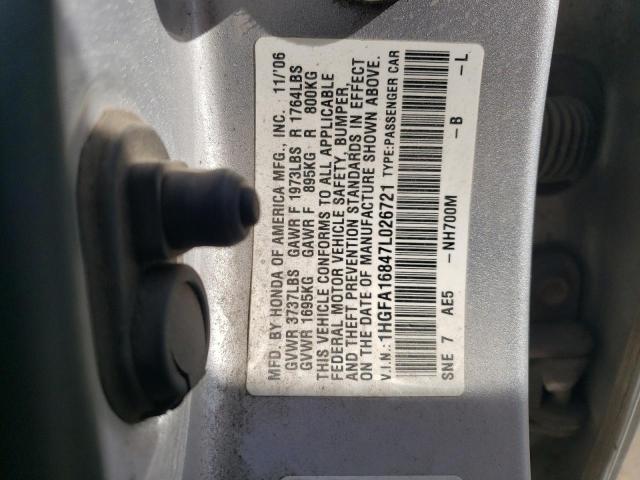 MFD. BY HONDA OF AMERICA MFG., INC. 11/'06
GVWR 3737LBS GAWR F 1973LBS R 1764LBS
GVWR 1695KG GAWR F 895KG R 800KG
THIS VEHICLE CONFORMS TO ALL APPLICABLE
FEDERAL MOTOR VEHICLE SAFETY, BUMPER,
AND THEFT PREVENTION STANDARDS IN EFFECT
ON THE DATE OF MANUFACTURE SHOWN ABOVE.
V.I.N.: 1HGFA16847L026721 TYPE:PASSENGER CAR
SNE 7 AE5 -NH700M -B -L